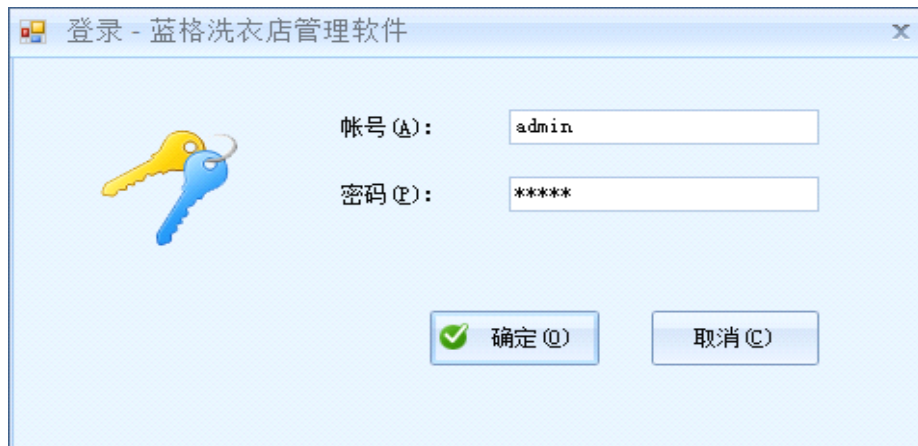 登录 - 蓝格洗衣店管理软件
帐号(A): admin
密码(P): *****
确定(O) 取消(C)